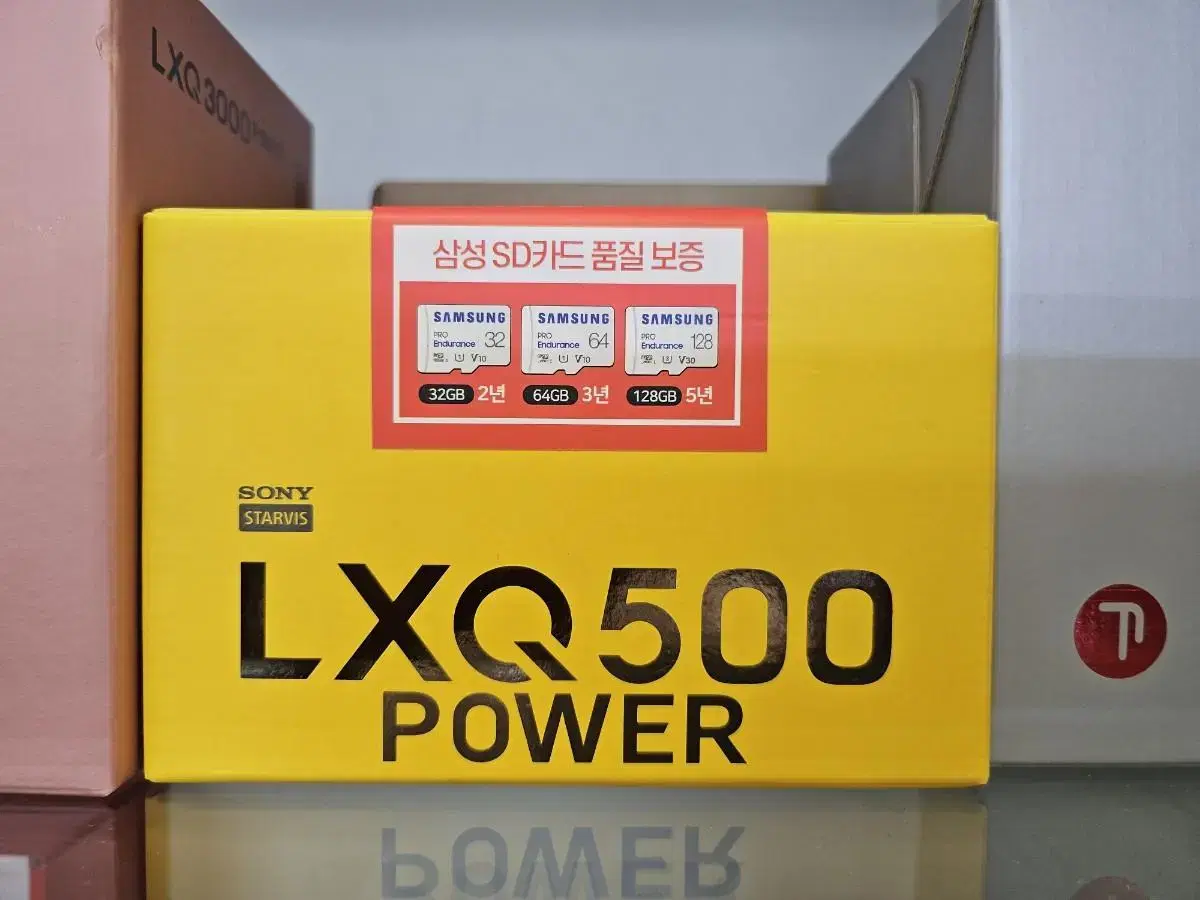 LXQ3000
삼성 SD카드 품질 보증
SAMSUNG
PRO
Endurance 32
V10
SAMSUNG
PRO
Endurance 64
V10
SAMSUNG
PRO
Endurance 128
V30
32GB 2년
64GB 3년
128GB 5년
SONY
STARVIS
LXQ500
POWER